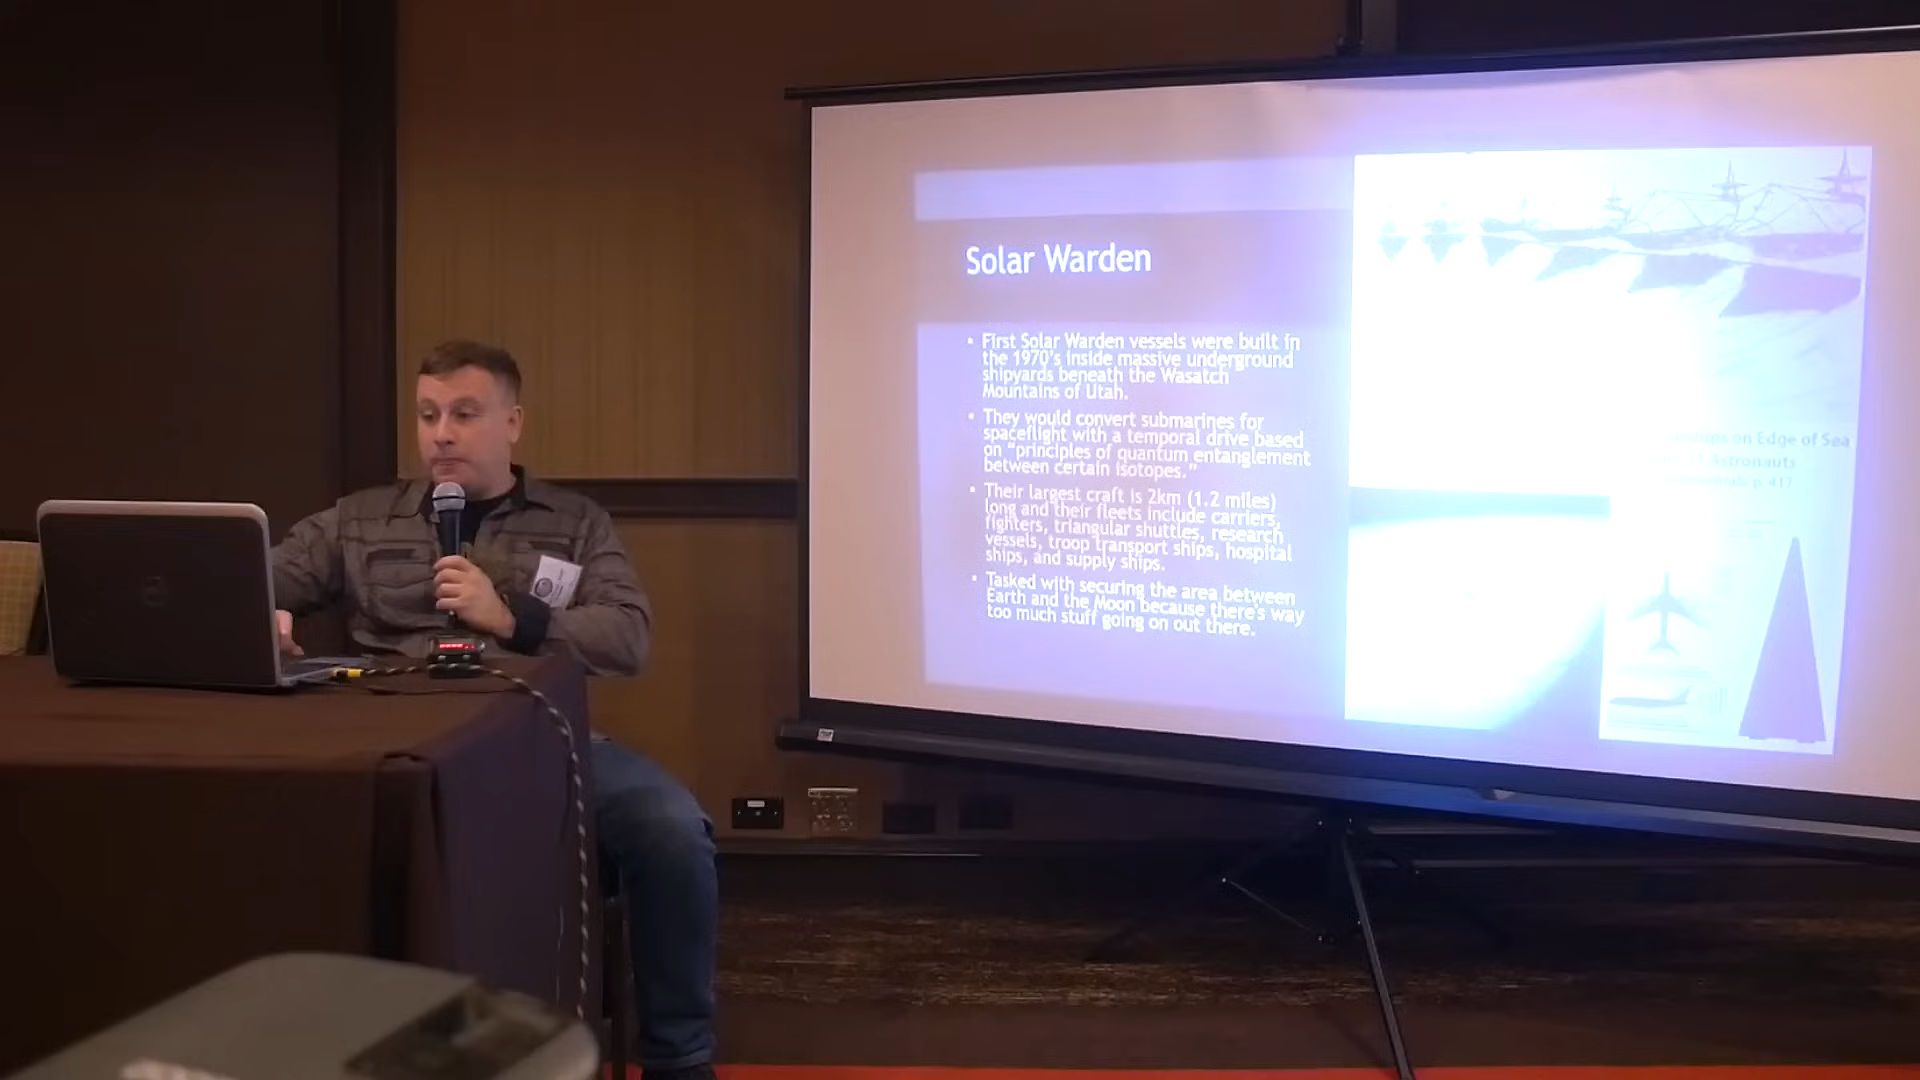 Solar Warden
• First Solar Warden vessels were built in
the 1970's inside massive underground
shipyards beneath the Wasatch
Mountains of Utah.
• They would convert submarines for
spaceflight with a temporal drive based
on "principles of quantum entanglement
between certain isotopes."
• Their largest craft is 2km (1.2 miles)
long and their fleets include carriers,
fighters, triangular shuttles, research
vessels, troop transport ships, hospital
ships, and supply ships.
• Tasked with securing the area between
Earth and the Moon because there's way
too much stuff going on out there.
on Edge of Sea
Astronauts
p. 417